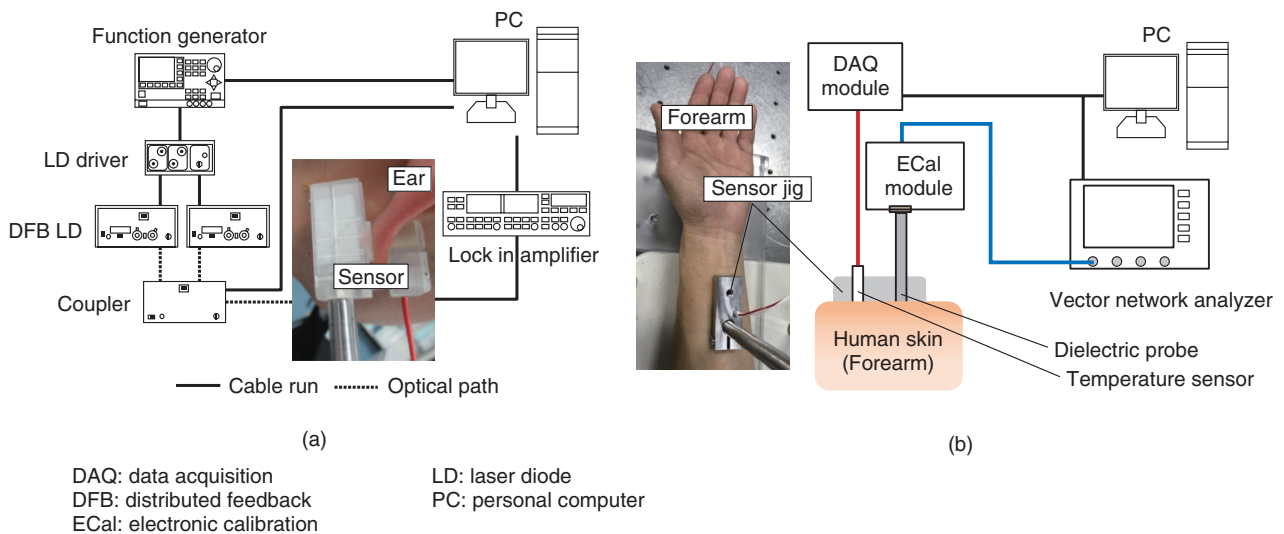 Function generator
PC
LD driver
Ear
DFB LD
Lock in amplifier
Sensor
Coupler
Cable run
Optical path
(a)
PC
DAQ
module
Forearm
ECal
module
Sensor jig
Vector network analyzer
Human skin
(Forearm)
Dielectric probe
Temperature sensor
(b)
DAQ: data acquisition
DFB: distributed feedback
ECal: electronic calibration
LD: laser diode
PC: personal computer